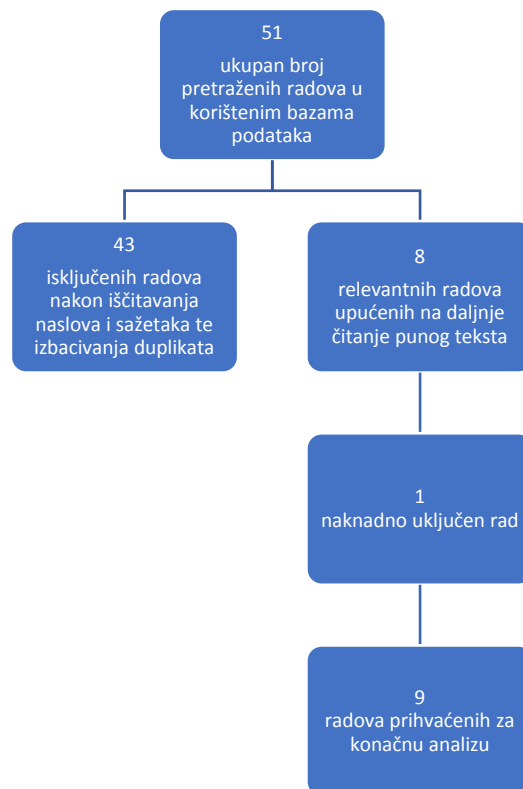 51
ukupan broj
pretraženih radova u
korištenim bazama
podataka
43
isključenih radova
nakon iščitavanja
naslova i sažetaka te
izbacivanja duplikata
8
relevantnih radova
upućenih na daljnje
čitanje punog teksta
1
naknadno uključen rad
9
radova prihvaćenih za
konačnu analizu